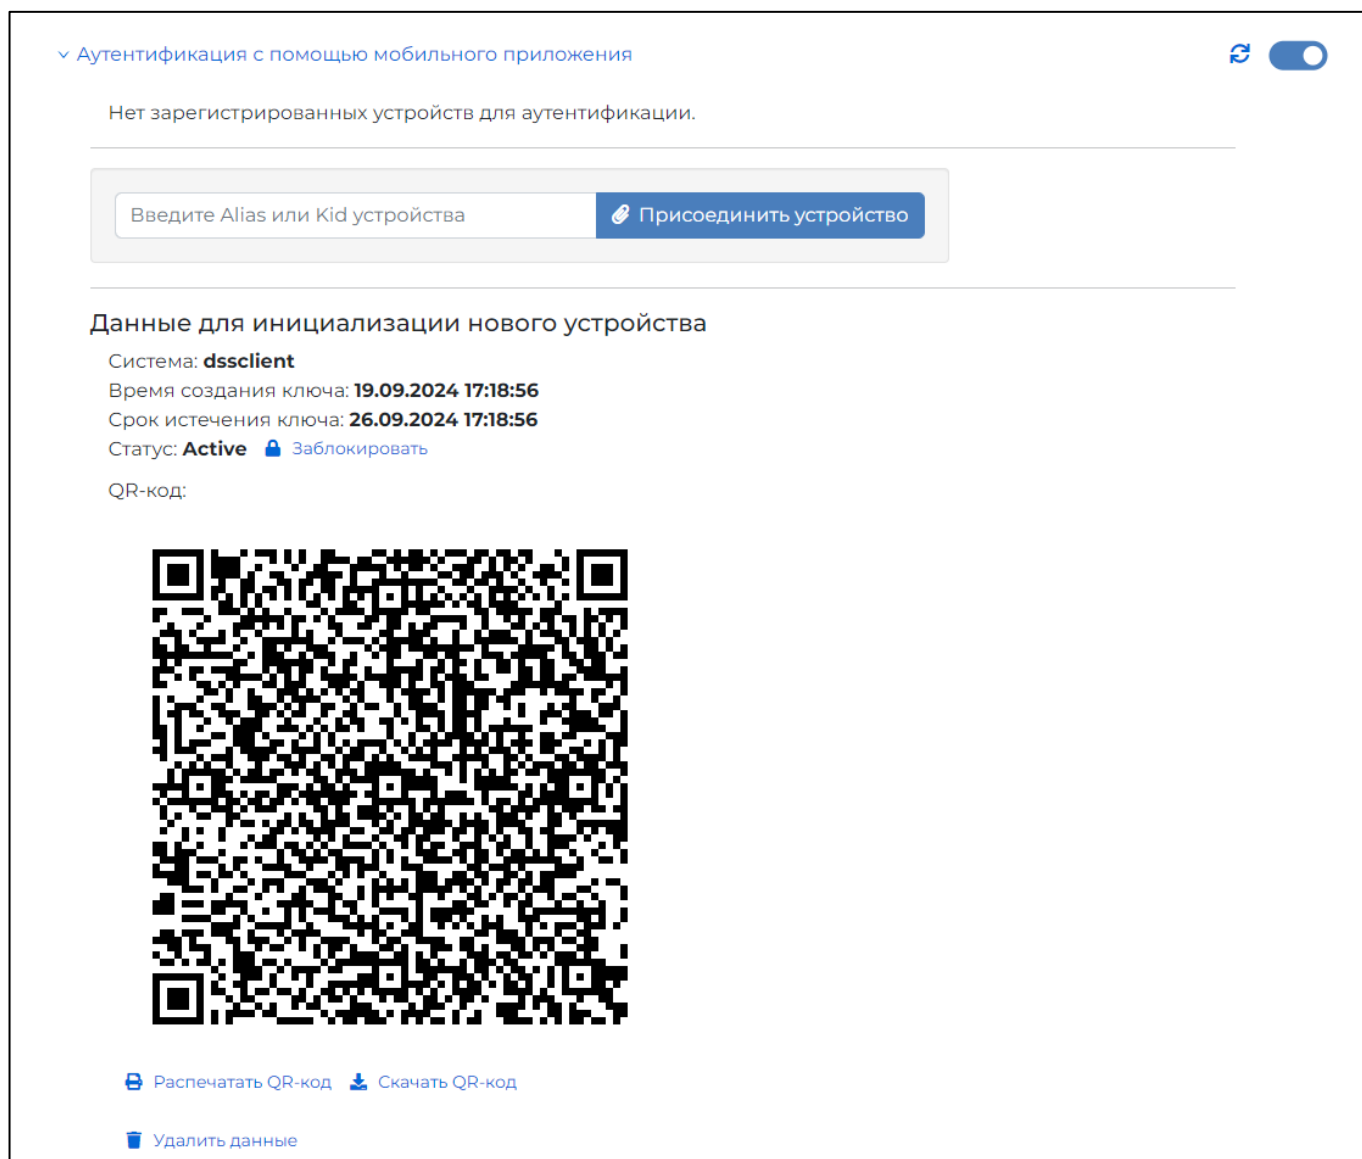 Аутентификация с помощью мобильного приложения
Нет зарегистрированных устройств для аутентификации.
Введите Alias или Kid устройства
Присоединить устройство
Данные для инициализации нового устройства
Система: dssclient
Время создания ключа: 19.09.2024 17:18:56
Срок истечения ключа: 26.09.2024 17:18:56
Статус: Active Заблокировать
QR-код:
Распечатать QR-код Скачать QR-код
Удалить данные